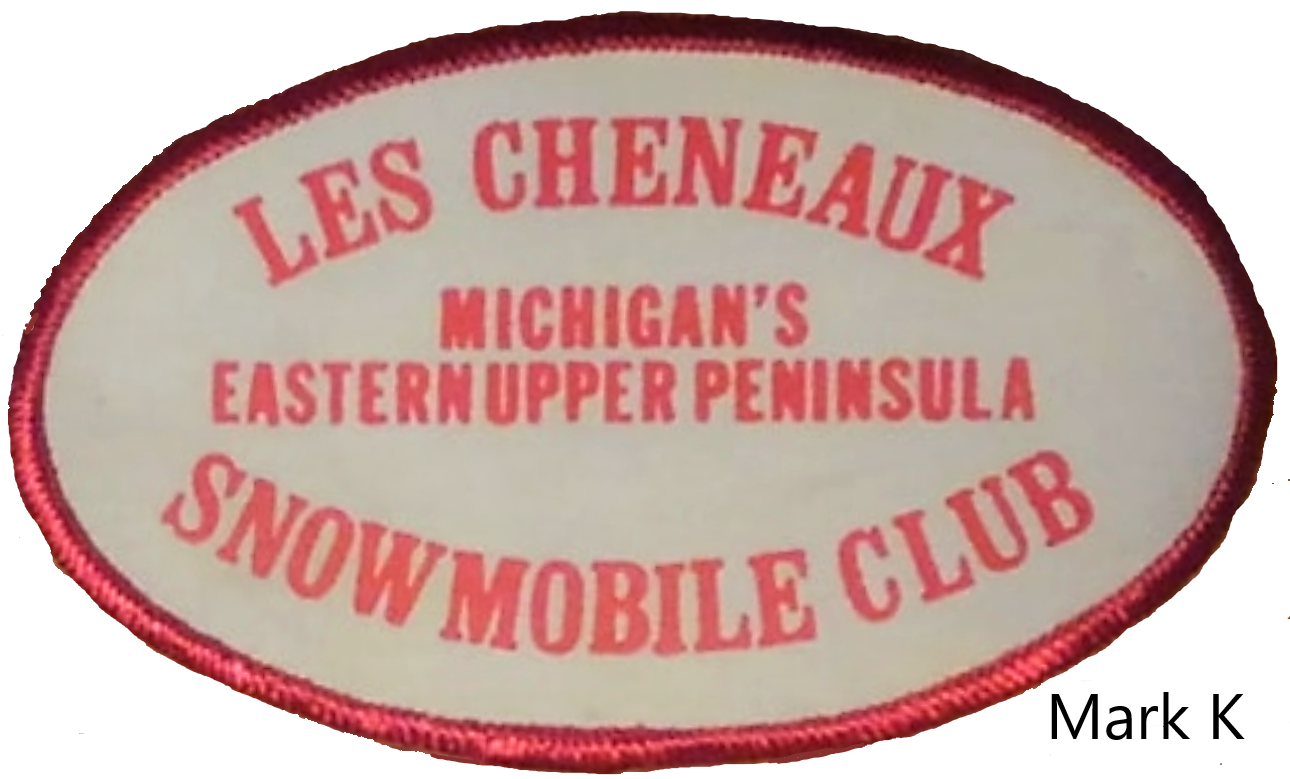 LES CHENEAUX
MICHIGAN'S
EASTERN UPPER PENINSULA
SNOWMOBILE CLUB
Mark K